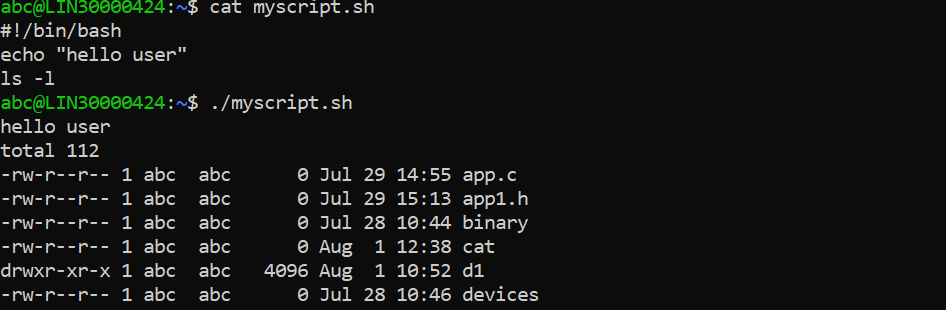 abc@LIN30000424:~$ cat myscript.sh
#!/bin/bash
echo "hello user"
ls -l
abc@LIN30000424:~$ ./myscript.sh
hello user
total 112
-rw-r--r-- 1 abc  abc     0 Jul 29 14:55 app.c
-rw-r--r-- 1 abc  abc     0 Jul 29 15:13 app1.h
-rw-r--r-- 1 abc  abc     0 Jul 28 10:44 binary
-rw-r--r-- 1 abc  abc     0 Aug  1 12:38 cat
drwxr-xr-x 1 abc  abc  4096 Aug  1 10:52 d1
-rw-r--r-- 1 abc  abc     0 Jul 28 10:46 devices